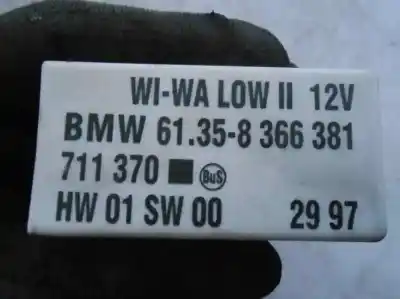 WI-WA LOW II 12V
BMW 61.35-8 366 381
711 370 BuS
HW 01 SW 00 29 97